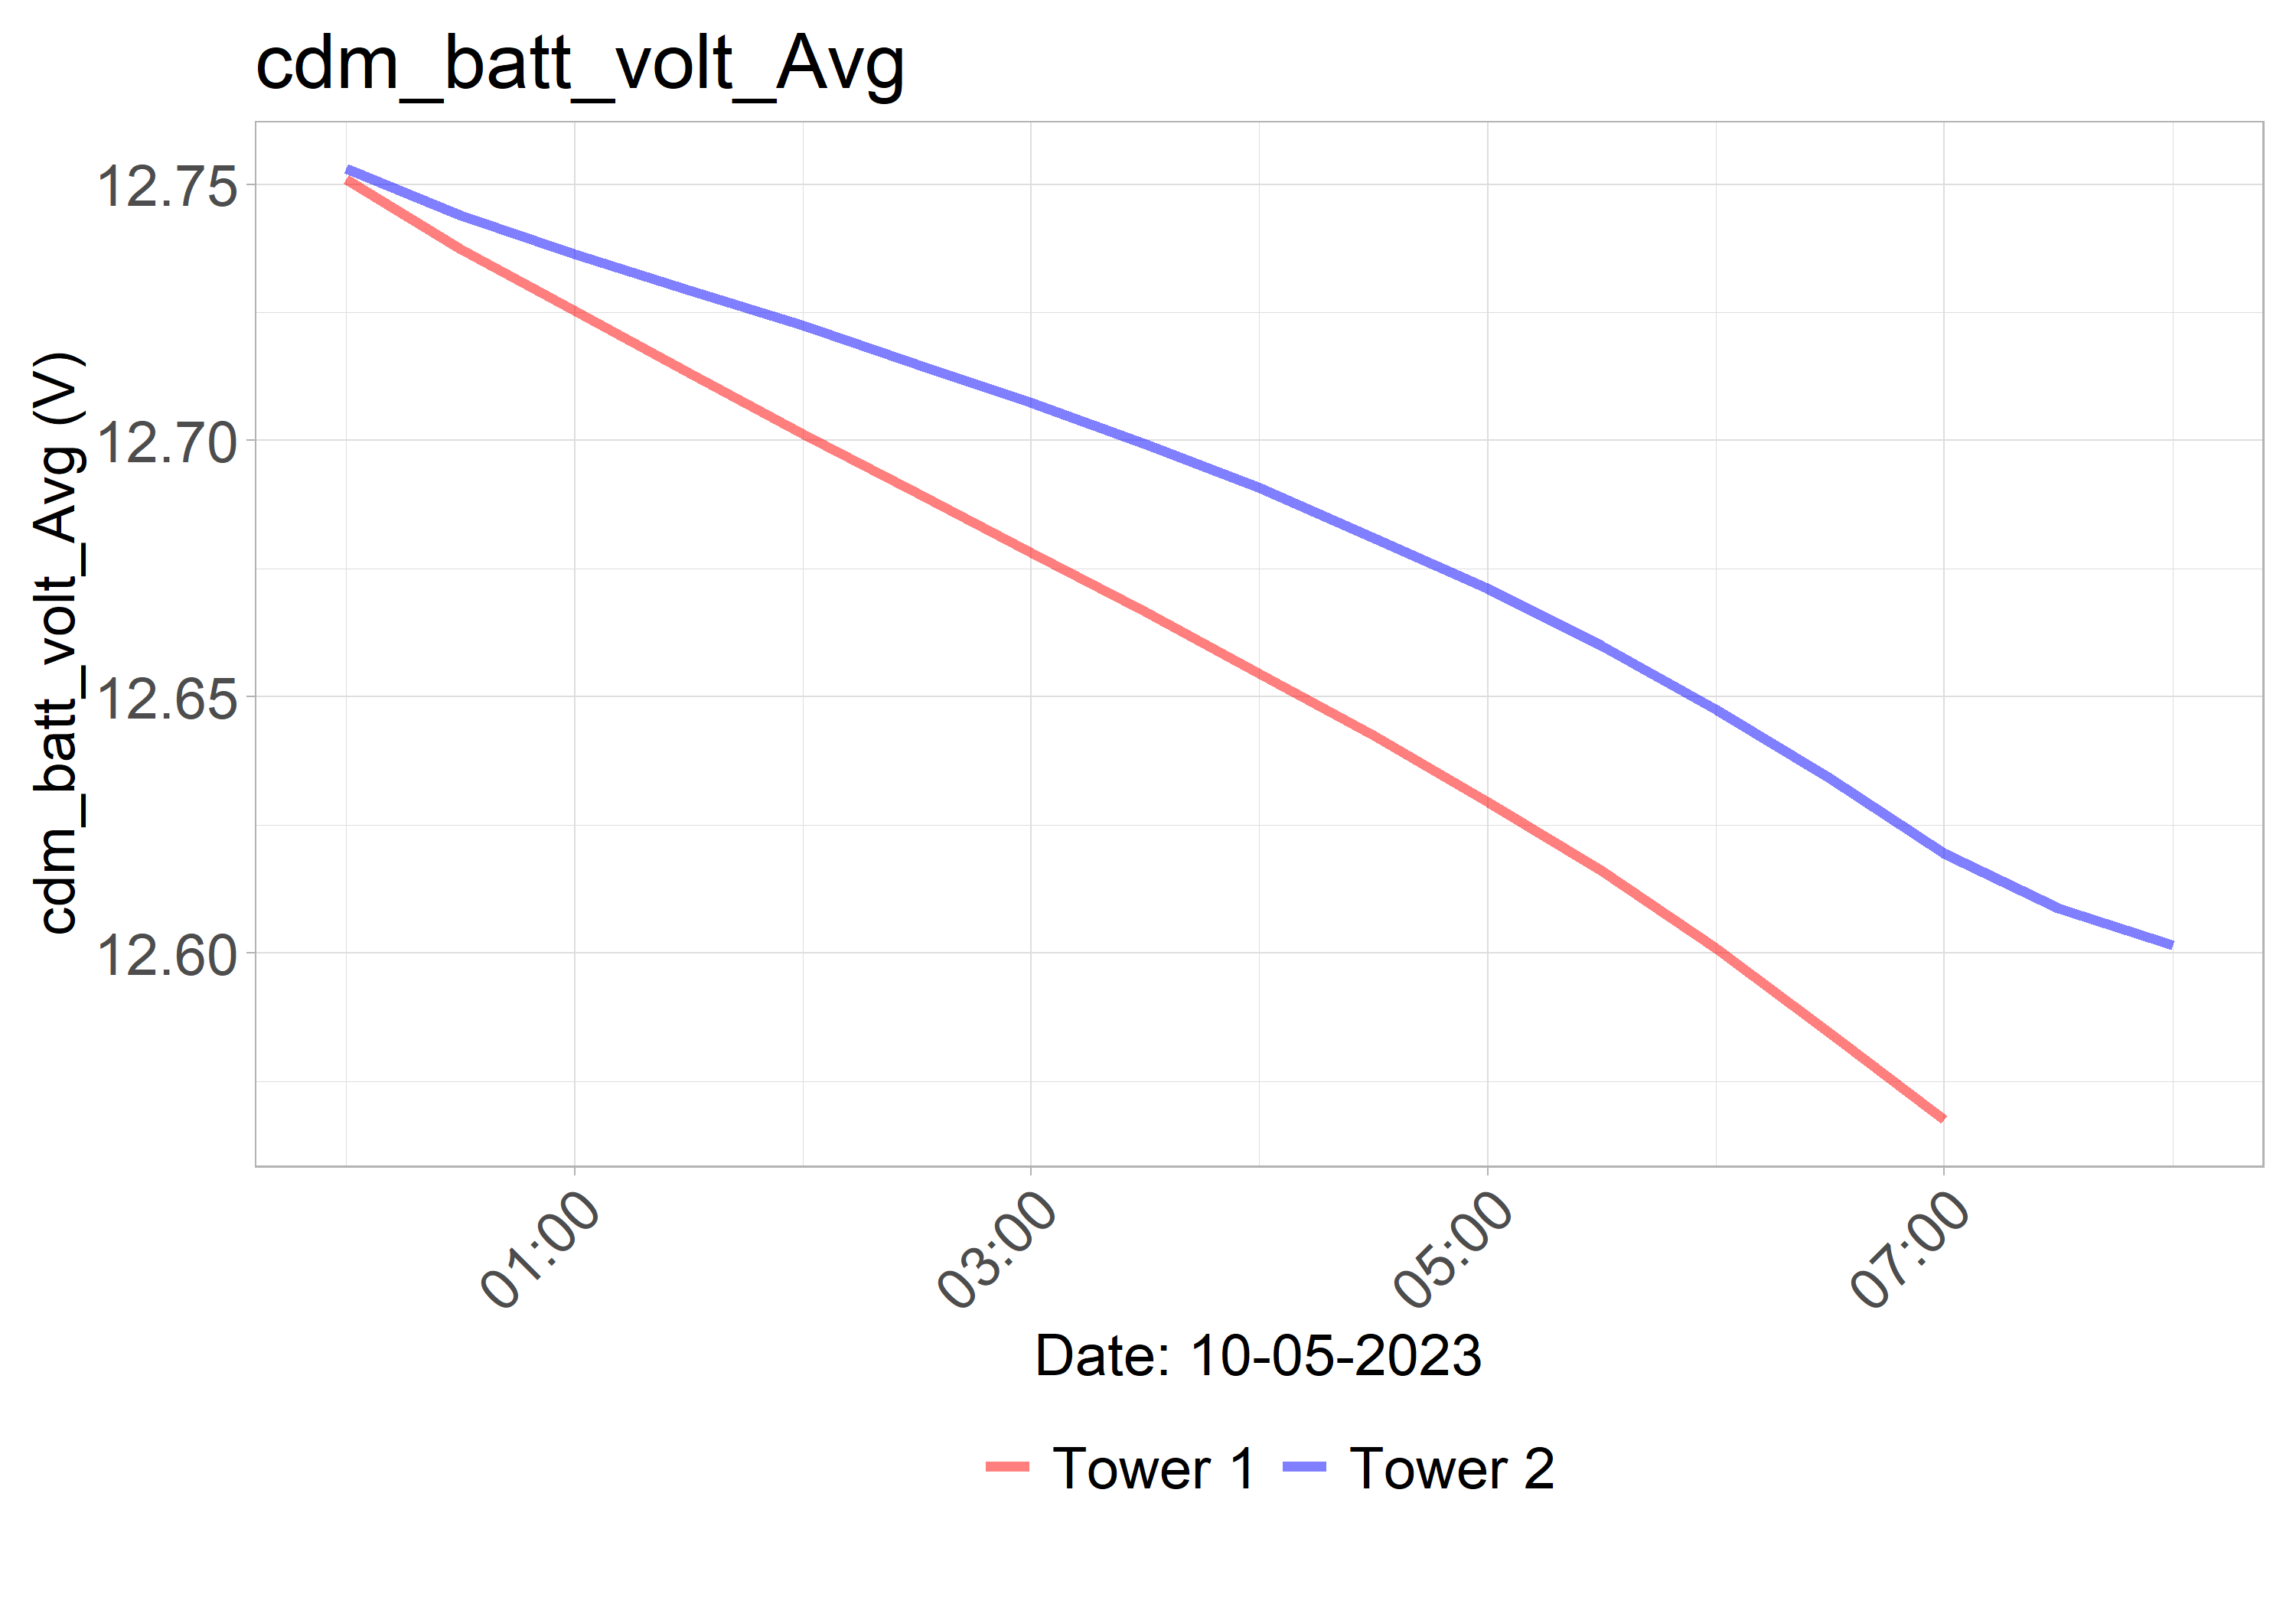 cdm_batt_volt_Avg
cdm_batt_volt_Avg (V)
12.75
12.70
12.65
12.60
01:00
03:00
05:00
07:00
Date: 10-05-2023
Tower 1
Tower 2